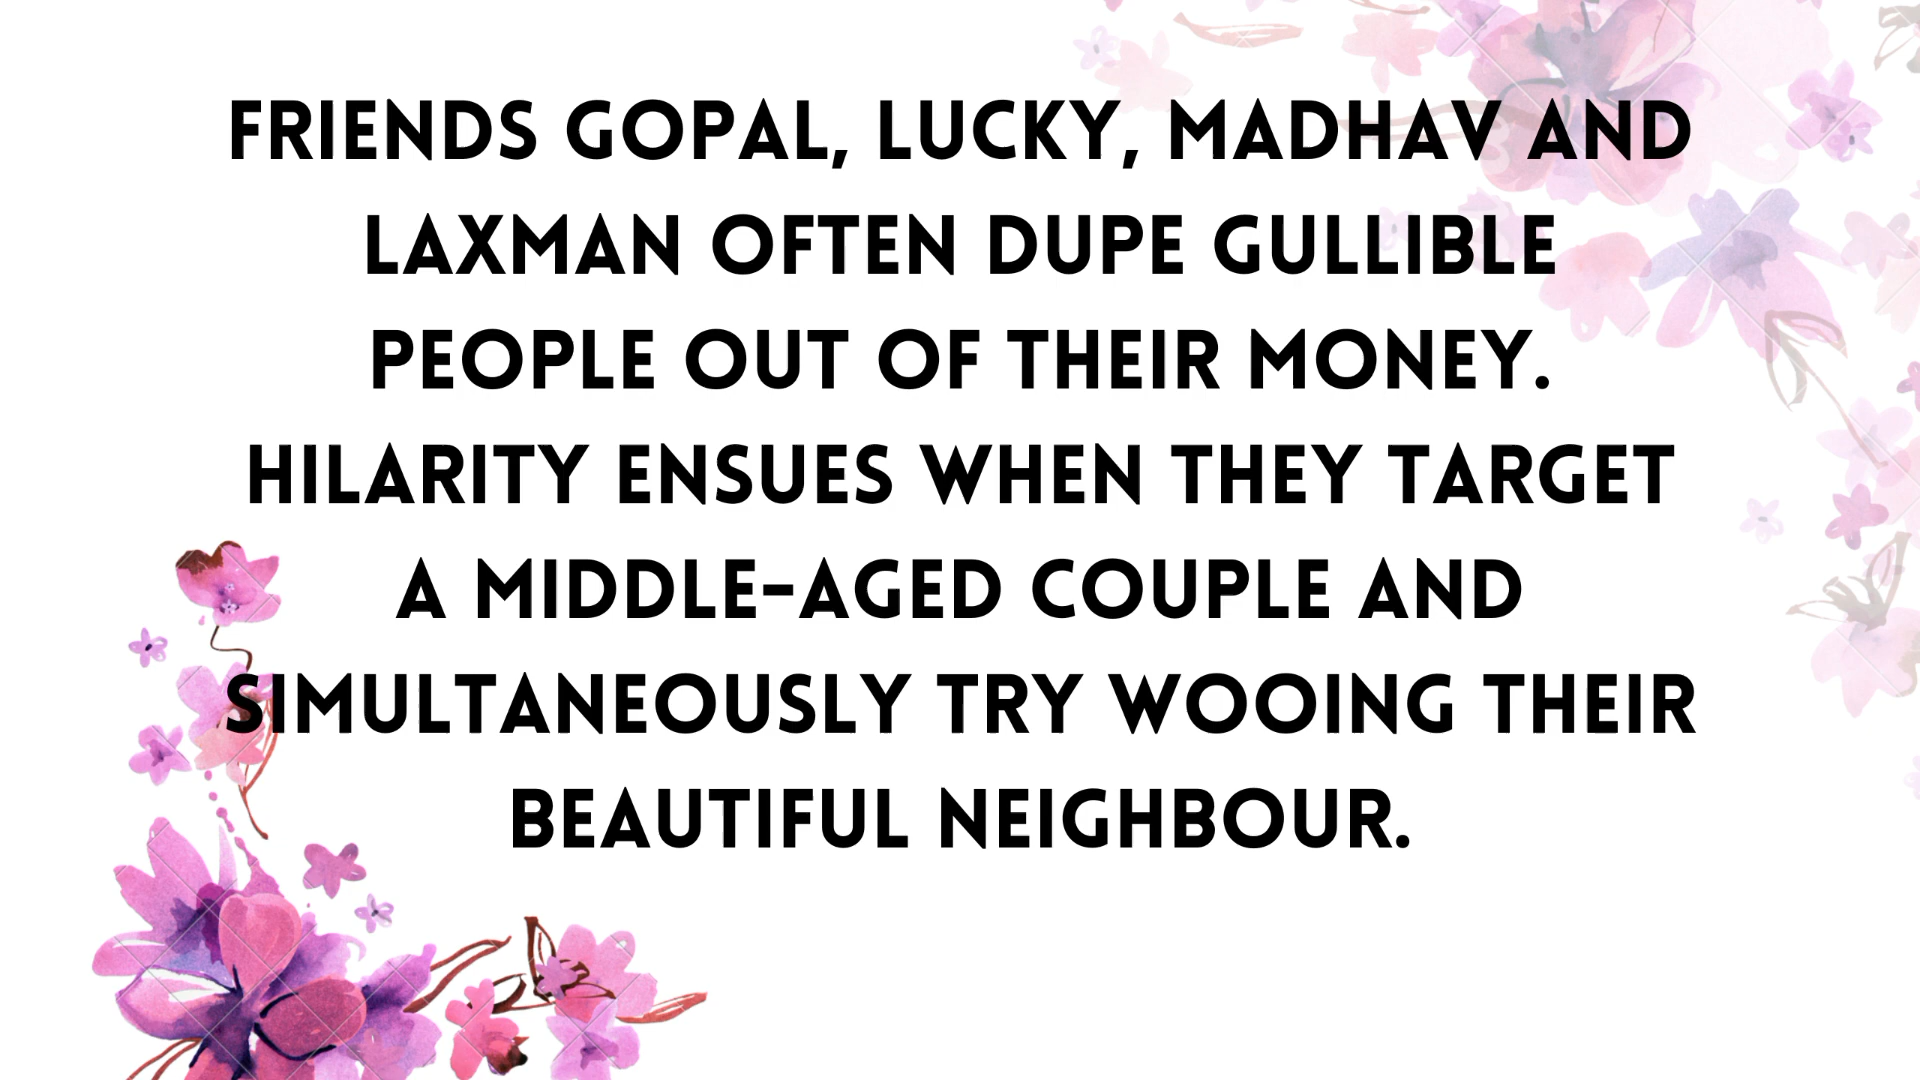 FRIENDS GOPAL, LUCKY, MADHAV AND
LAXMAN OFTEN DUPE GULLIBLE
PEOPLE OUT OF THEIR MONEY.
HILARITY ENSUES WHEN THEY TARGET
A MIDDLE-AGED COUPLE AND
SIMULTANEOUSLY TRY WOOING THEIR
BEAUTIFUL NEIGHBOUR.